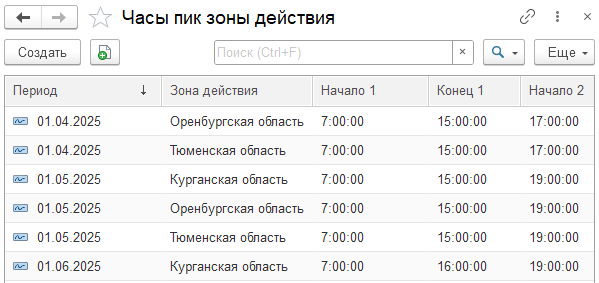 Часы пик зоны действия
Создать Поиск (Ctrl+F) × Еще
Период ↓ Зона действия Начало 1 Конец 1 Начало 2
01.04.2025 Оренбургская область 7:00:00 15:00:00 17:00:00
01.04.2025 Тюменская область 7:00:00 15:00:00 17:00:00
01.05.2025 Курганская область 7:00:00 15:00:00 19:00:00
01.05.2025 Оренбургская область 7:00:00 15:00:00 19:00:00
01.05.2025 Тюменская область 7:00:00 15:00:00 19:00:00
01.06.2025 Курганская область 7:00:00 16:00:00 19:00:00